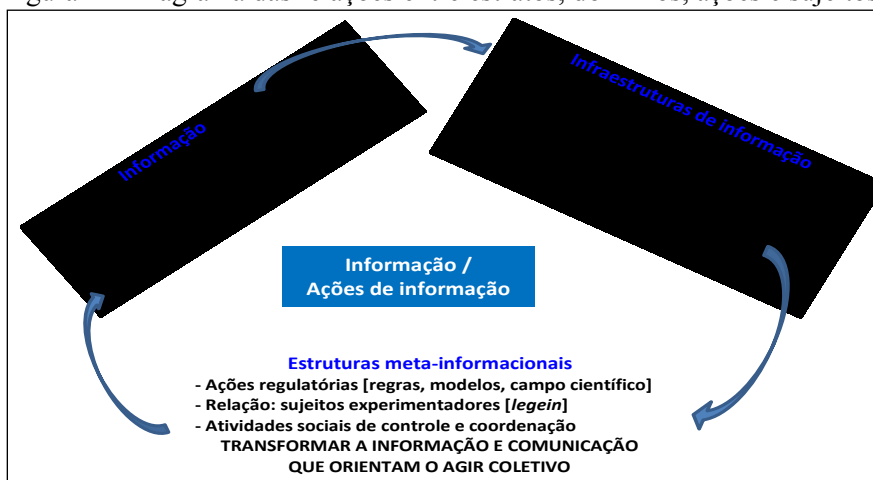 Informação
Infraestruturas de informação
Informação /
Ações de informação
Estruturas meta-informacionais
- Ações regulatórias [regras, modelos, campo científico]
- Relação: sujeitos experimentadores [legein]
- Atividades sociais de controle e coordenação
TRANSFORMAR A INFORMAÇÃO E COMUNICAÇÃO
QUE ORIENTAM O AGIR COLETIVO